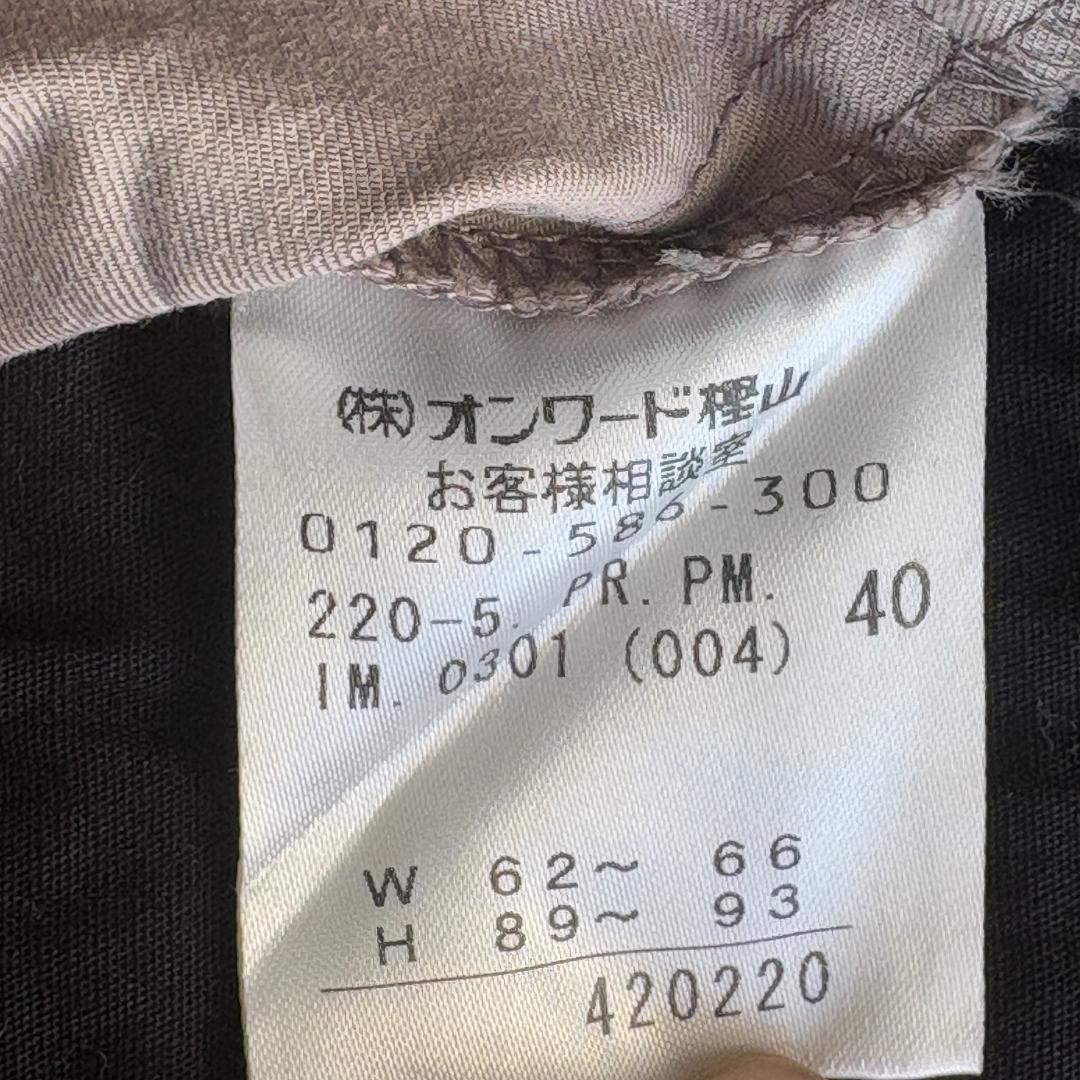 (株)オンワード樫山
お客様相談室
0120-586-300
220-5. PR. PM. 40
IM. 0301 (004)
W 62~ 66
H 89~ 93
420220